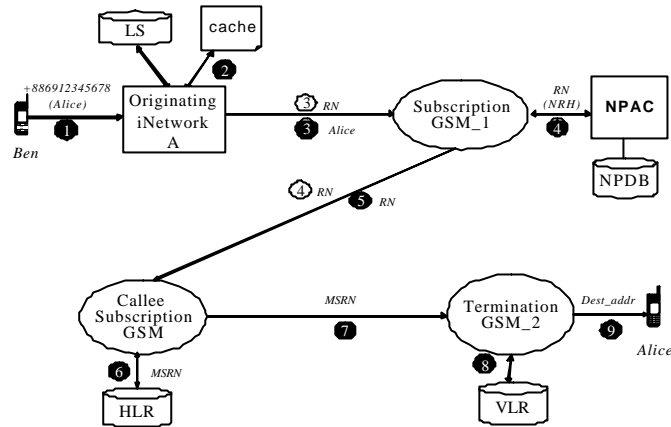 LS
cache
2
+886912345678
(Alice)
1
Ben
Originating
iNetwork
A
3 RN
3 Alice
Subscription
GSM_1
RN
(NRH)
4
NPAC
NPDB
4 RN
5 RN
Callee
Subscription
GSM
MSRN
7
Termination
GSM_2
Dest_addr
9
Alice
6 MSRN
HLR
8
VLR